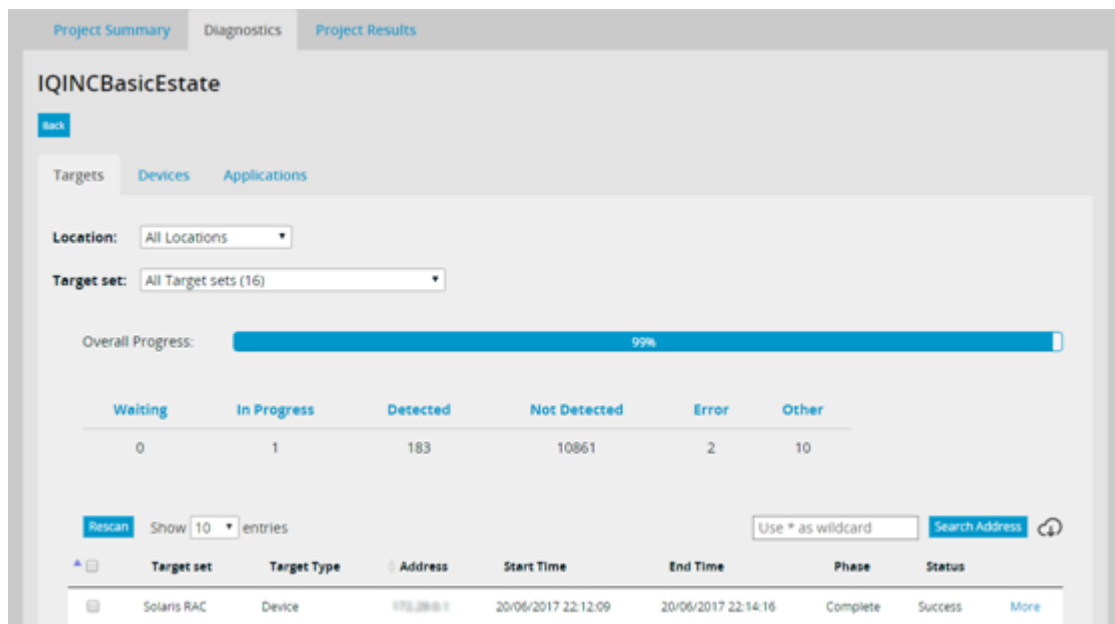 Project Summary Diagnostics Project Results
IQINCBasicEstate
Back
Targets Devices Applications
Location: All Locations
Target set: All Target sets (16)
Overall Progress: 99%
Waiting In Progress Detected Not Detected Error Other
0 1 183 10861 2 10
Rescan Show 10 entries Use * as wildcard Search Address
Target set Target Type Address Start Time End Time Phase Status
Solaris RAC Device 20/06/2017 22:12:09 20/06/2017 22:14:16 Complete Success More